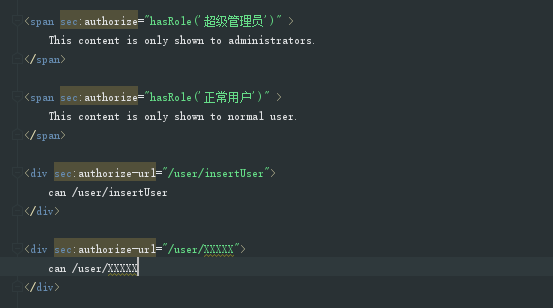 <span sec:authorize="hasRole('超级管理员')" >
This content is only shown to administrators.
</span>
<span sec:authorize="hasRole('正常用户')" >
This content is only shown to normal user.
</span>
<div sec:authorize-url="/user/insertUser">
can /user/insertUser
</div>
<div sec:authorize-url="/user/XXXXX">
can /user/XXXXX
</div>